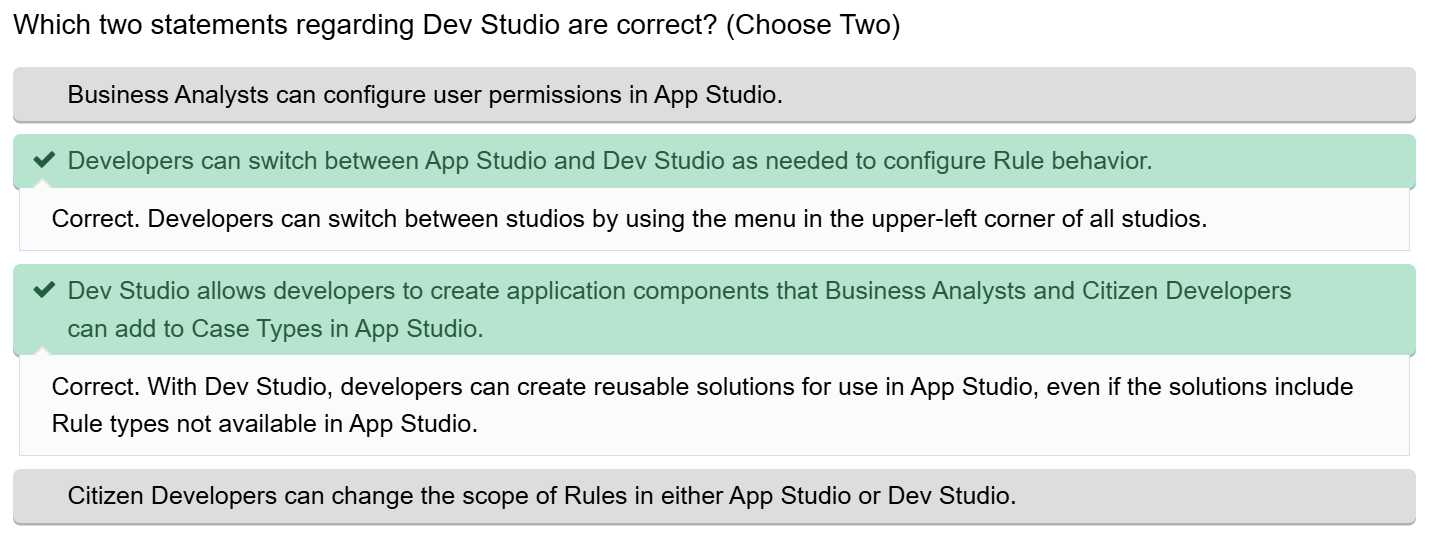 Which two statements regarding Dev Studio are correct? (Choose Two)
Business Analysts can configure user permissions in App Studio.
Developers can switch between App Studio and Dev Studio as needed to configure Rule behavior.
Correct. Developers can switch between studios by using the menu in the upper-left corner of all studios.
Dev Studio allows developers to create application components that Business Analysts and Citizen Developers
can add to Case Types in App Studio.
Correct. With Dev Studio, developers can create reusable solutions for use in App Studio, even if the solutions include
Rule types not available in App Studio.
Citizen Developers can change the scope of Rules in either App Studio or Dev Studio.